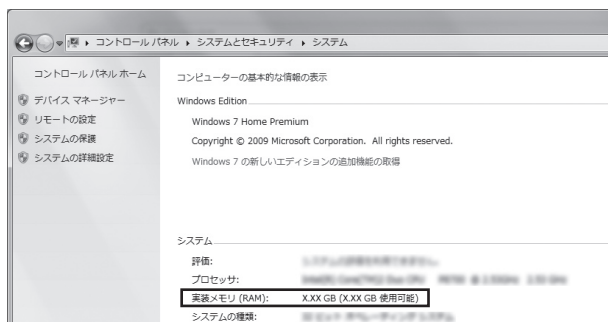 コントロール パネル ▸ システムとセキュリティ ▸ システム
コントロール パネル ホーム
デバイス マネージャー
リモートの設定
システムの保護
システムの詳細設定
コンピューターの基本的な情報の表示
Windows Edition
Windows 7 Home Premium
Copyright © 2009 Microsoft Corporation. All rights reserved.
Windows 7 の新しいエディションの追加機能の取得
システム
評価:
プロセッサ:
実装メモリ (RAM): X.XX GB (X.XX GB 使用可能)
システムの種類: